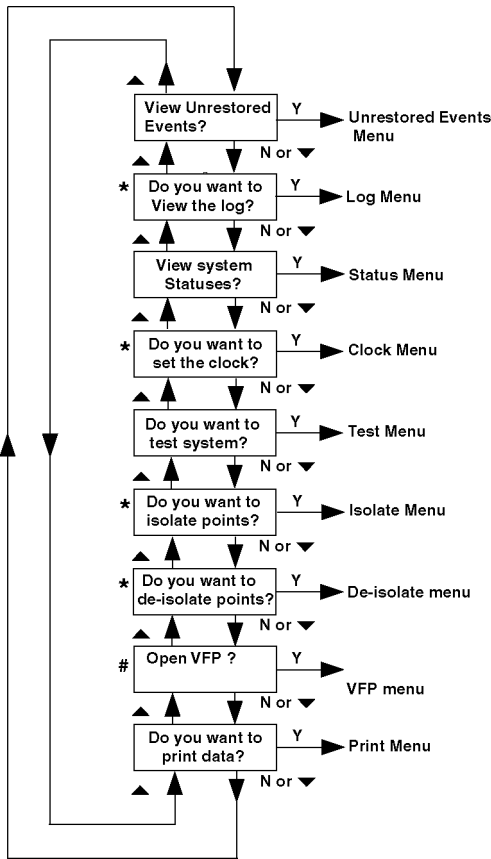 View Unrestored
Events?
Y
Unrestored Events
Menu
N or
* Do you want to
View the log?
Y
Log Menu
N or
View system
Statuses?
Y
Status Menu
N or
* Do you want to
set the clock?
Y
Clock Menu
N or
Do you want to
test system?
Y
Test Menu
N or
* Do you want to
isolate points?
Y
Isolate Menu
N or
* Do you want to
de-isolate points?
Y
De-isolate menu
N or
# Open VFP ?
Y
VFP menu
N or
Do you want to
print data?
Y
Print Menu
N or